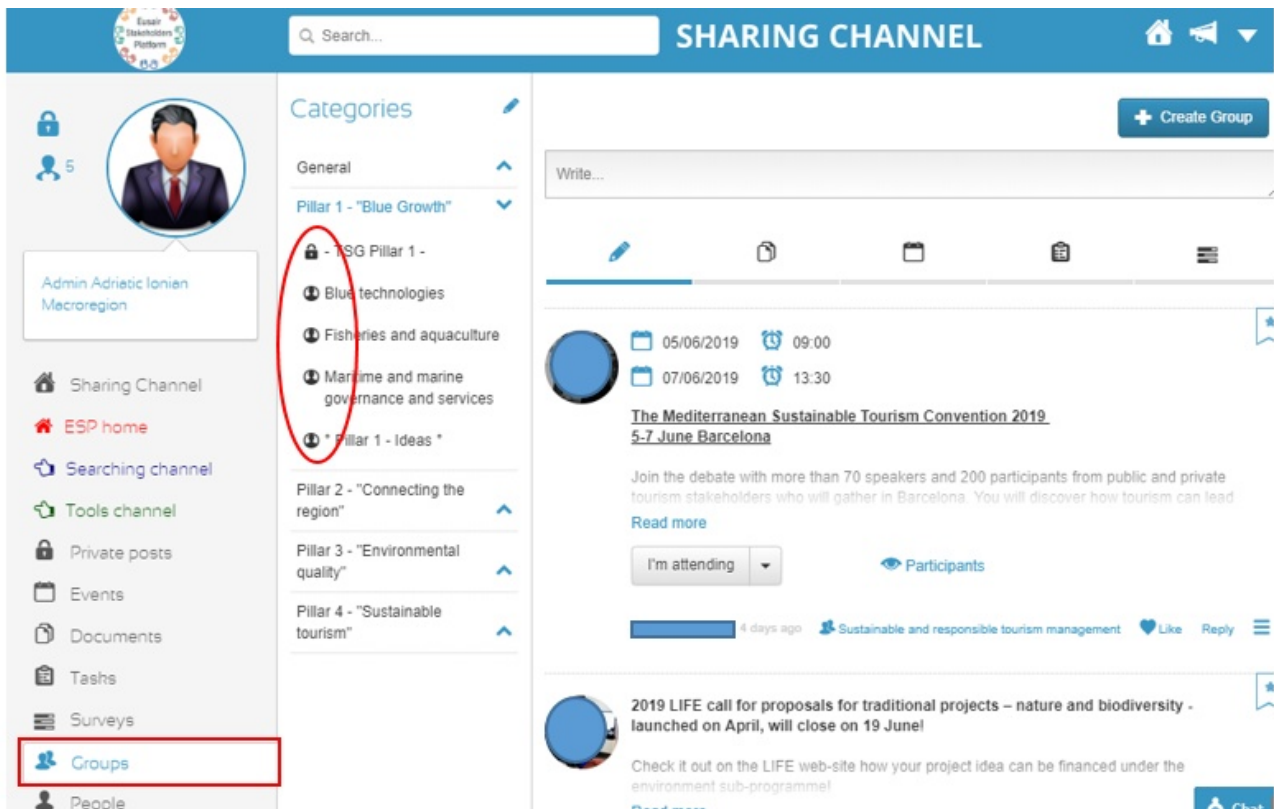 Eusair
Stakeholders
Platform
Search...
SHARING CHANNEL
5
Admin Adriatic Ionian
Macroregion
Sharing Channel
ESP home
Searching channel
Tools channel
Private posts
Events
Documents
Tasks
Surveys
Groups
People
Categories
General
Pillar 1 - "Blue Growth"
- TSG Pillar 1 -
Blue technologies
Fisheries and aquaculture
Maritime and marine
governance and services
* Pillar 1 - Ideas *
Pillar 2 - "Connecting the
region"
Pillar 3 - "Environmental
quality"
Pillar 4 - "Sustainable
tourism"
Create Group
Write...
05/06/2019 09:00
07/06/2019 13:30
The Mediterranean Sustainable Tourism Convention 2019
5-7 June Barcelona
Join the debate with more than 70 speakers and 200 participants from public and private
tourism stakeholders who will gather in Barcelona. You will discover how tourism can lead
Read more
I'm attending
Participants
4 days ago Sustainable and responsible tourism management Like Reply
2019 LIFE call for proposals for traditional projects – nature and biodiversity -
launched on April, will close on 19 June!
Check it out on the LIFE web-site how your project idea can be financed under the
environment sub-programme!
Read more
Chat